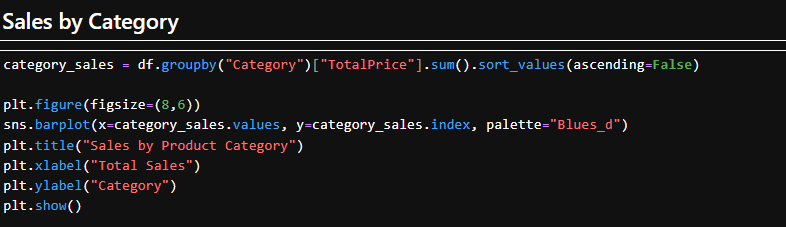 Sales by Category
category_sales = df.groupby("Category")["TotalPrice"].sum().sort_values(ascending=False)
plt.figure(figsize=(8,6))
sns.barplot(x=category_sales.values, y=category_sales.index, palette="Blues_d")
plt.title("Sales by Product Category")
plt.xlabel("Total Sales")
plt.ylabel("Category")
plt.show()